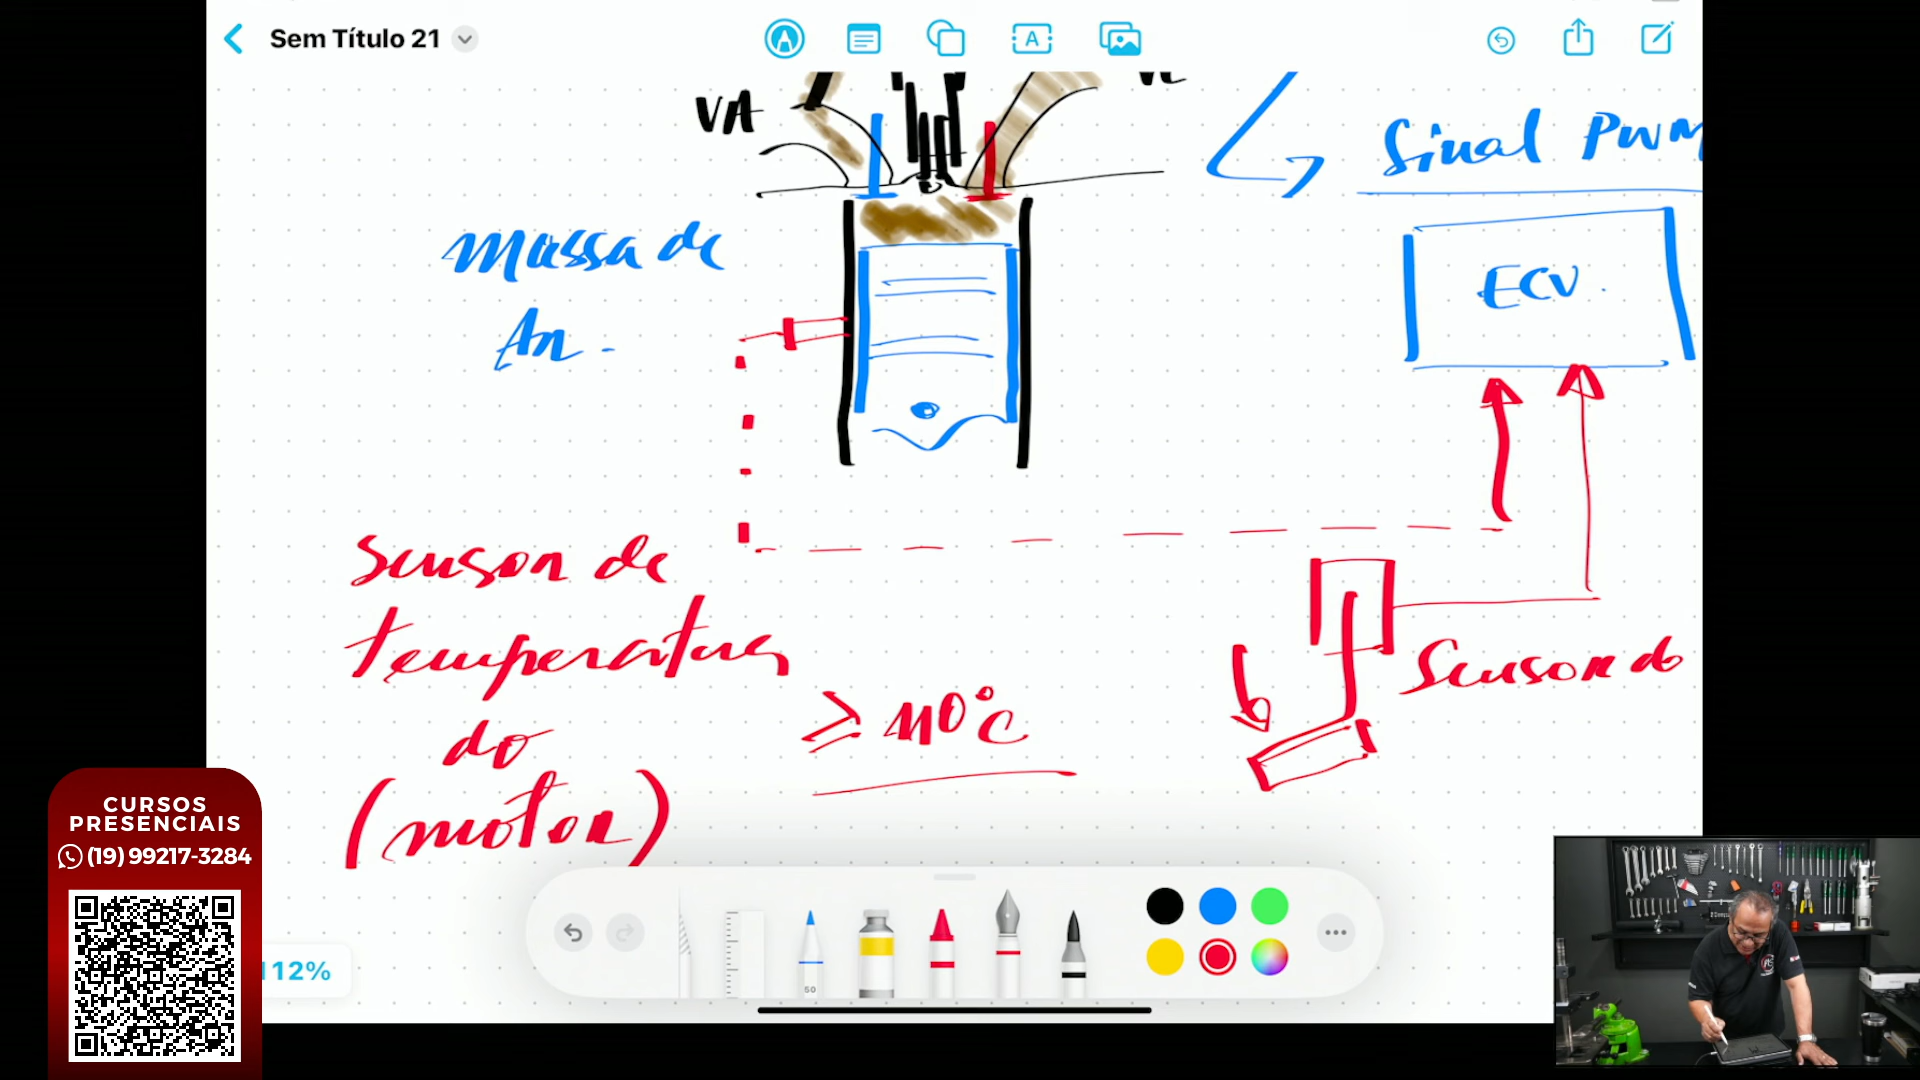 Sem Título 21
VA
Sinal PWM
Massa de
Ar.
ECU.
Sensor de
temperatura
do
(motor)
≥ 110°C
Sensor do
CURSOS
PRESENCIAIS
(19) 99217-3284
112%
50
A